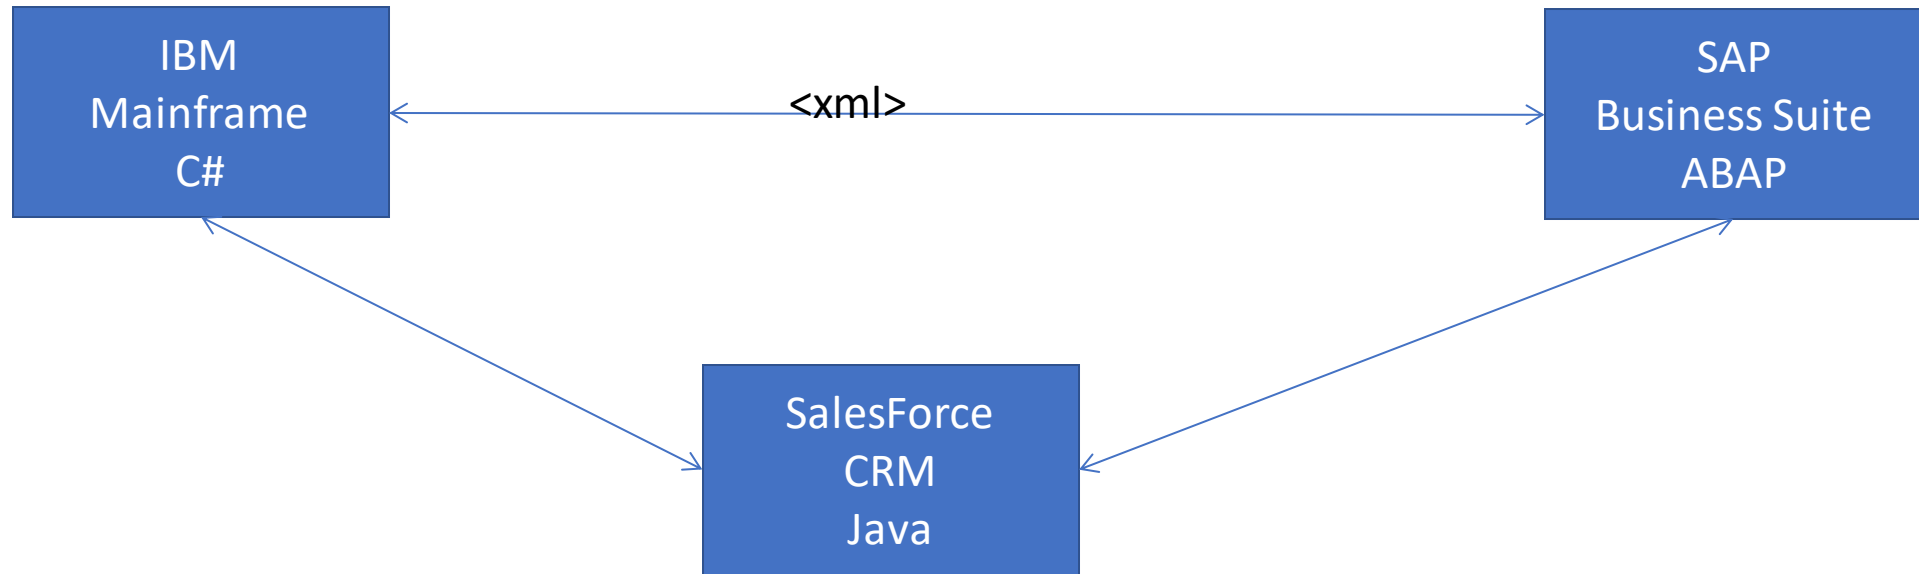 IBM
Mainframe
C#
<xml>
SAP
Business Suite
ABAP
SalesForce
CRM
Java